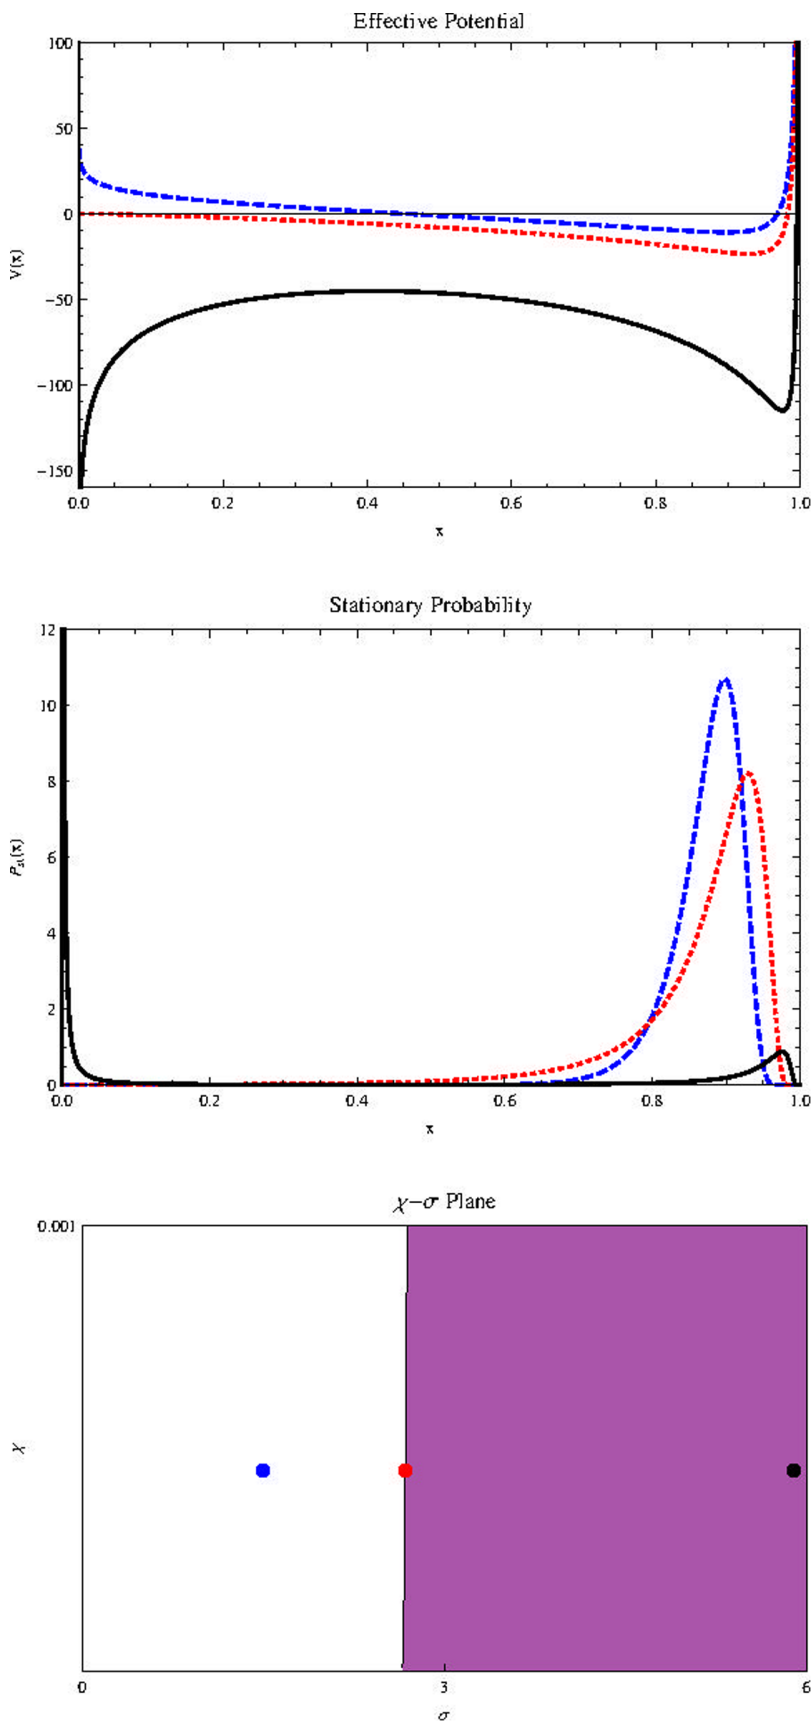 Effective Potential
100
50
0
−50
−100
−150
V(x)
0.0 0.2 0.4 0.6 0.8 1.0
x
Stationary Probability
12
10
8
6
4
2
0
P_st(x)
0.0 0.2 0.4 0.6 0.8 1.0
x
χ−σ Plane
0.001
χ
0 3 6
σ